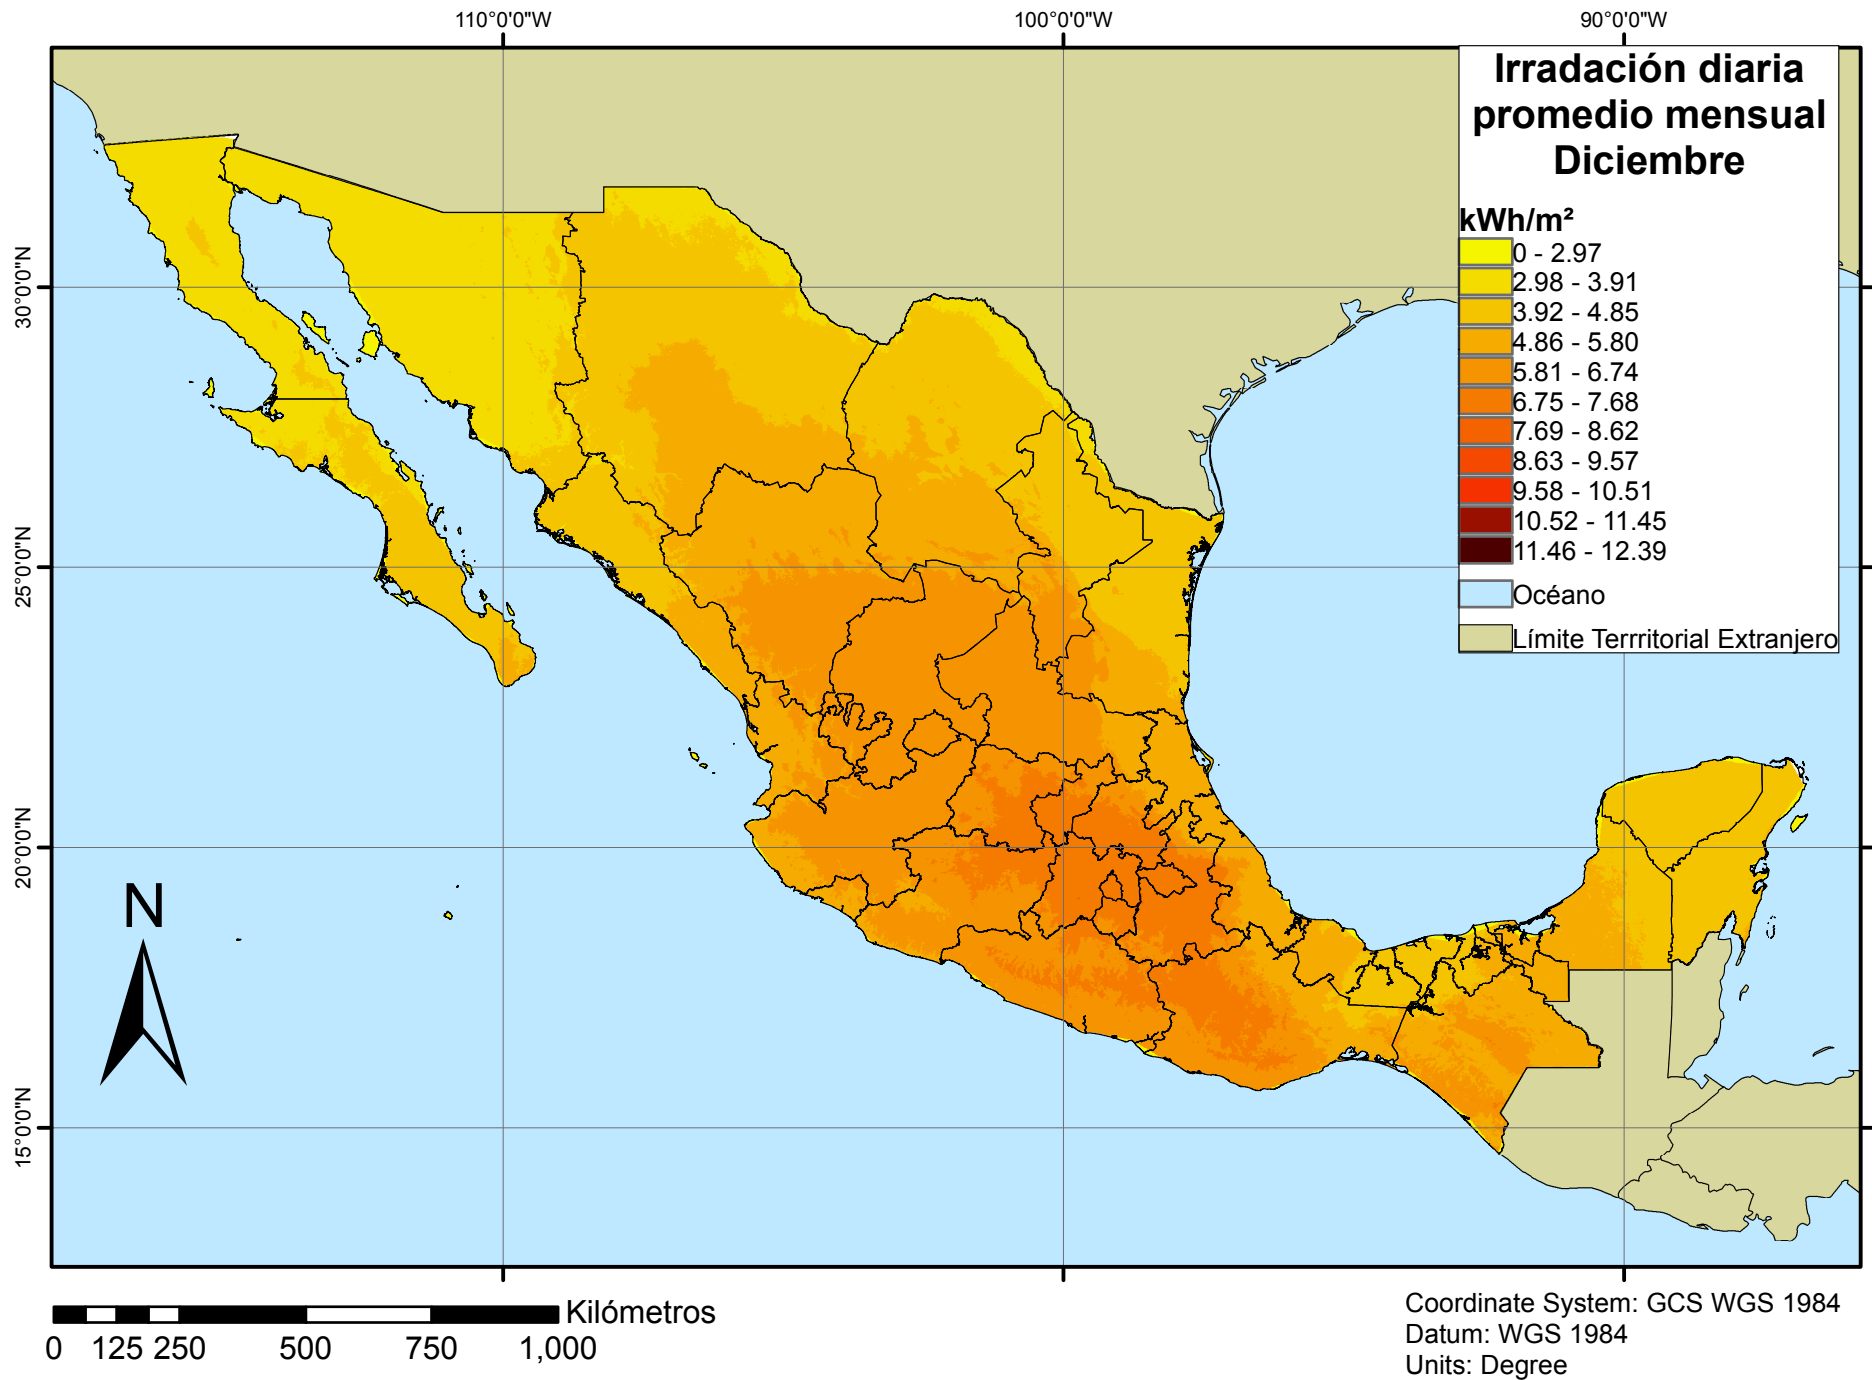 110°0'0"W
100°0'0"W
90°0'0"W
Irradación diaria
promedio mensual
Diciembre
kWh/m²
0 - 2.97
2.98 - 3.91
3.92 - 4.85
4.86 - 5.80
5.81 - 6.74
6.75 - 7.68
7.69 - 8.62
8.63 - 9.57
9.58 - 10.51
10.52 - 11.45
11.46 - 12.39
Océano
Límite Terrritorial Extranjero
30°0'0"N
25°0'0"N
20°0'0"N
15°0'0"N
N
Kilómetros
0 125 250 500 750 1,000
Coordinate System: GCS WGS 1984
Datum: WGS 1984
Units: Degree